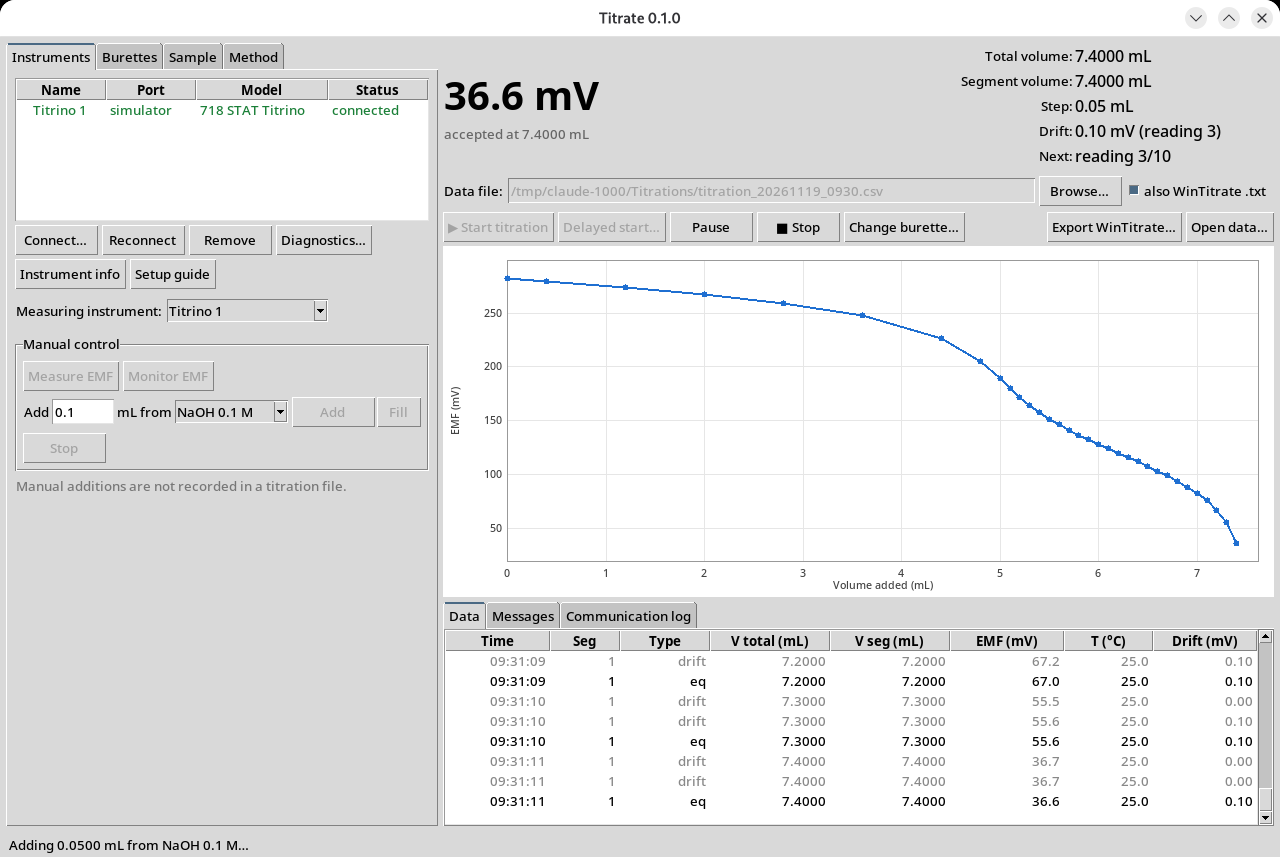 Titrate 0.1.0
Instruments Burettes Sample Method
Name Port Model Status
Titrino 1 simulator 718 STAT Titrino connected
Connect... Reconnect Remove Diagnostics...
Instrument info Setup guide
Measuring instrument: Titrino 1
Manual control
Measure EMF Monitor EMF
Add 0.1 mL from NaOH 0.1 M Add Fill
Stop
Manual additions are not recorded in a titration file.
36.6 mV
accepted at 7.4000 mL
Total volume: 7.4000 mL
Segment volume: 7.4000 mL
Step: 0.05 mL
Drift: 0.10 mV (reading 3)
Next: reading 3/10
Data file: /tmp/claude-1000/Titrations/titration_20261119_0930.csv Browse... also WinTitrate .txt
▶ Start titration Delayed start... Pause ■ Stop Change burette... Export WinTitrate... Open data...
EMF (mV)
250
200
150
100
50
0 1 2 3 4 5 6 7
Volume added (mL)
Data Messages Communication log
Time Seg Type V total (mL) V seg (mL) EMF (mV) T (°C) Drift (mV)
09:31:09 1 drift 7.2000 7.2000 67.2 25.0 0.10
09:31:09 1 eq 7.2000 7.2000 67.0 25.0 0.10
09:31:10 1 drift 7.3000 7.3000 55.5 25.0 0.00
09:31:10 1 drift 7.3000 7.3000 55.6 25.0 0.10
09:31:10 1 eq 7.3000 7.3000 55.6 25.0 0.10
09:31:11 1 drift 7.4000 7.4000 36.7 25.0 0.00
09:31:11 1 drift 7.4000 7.4000 36.7 25.0 0.00
09:31:11 1 eq 7.4000 7.4000 36.6 25.0 0.10
Adding 0.0500 mL from NaOH 0.1 M...